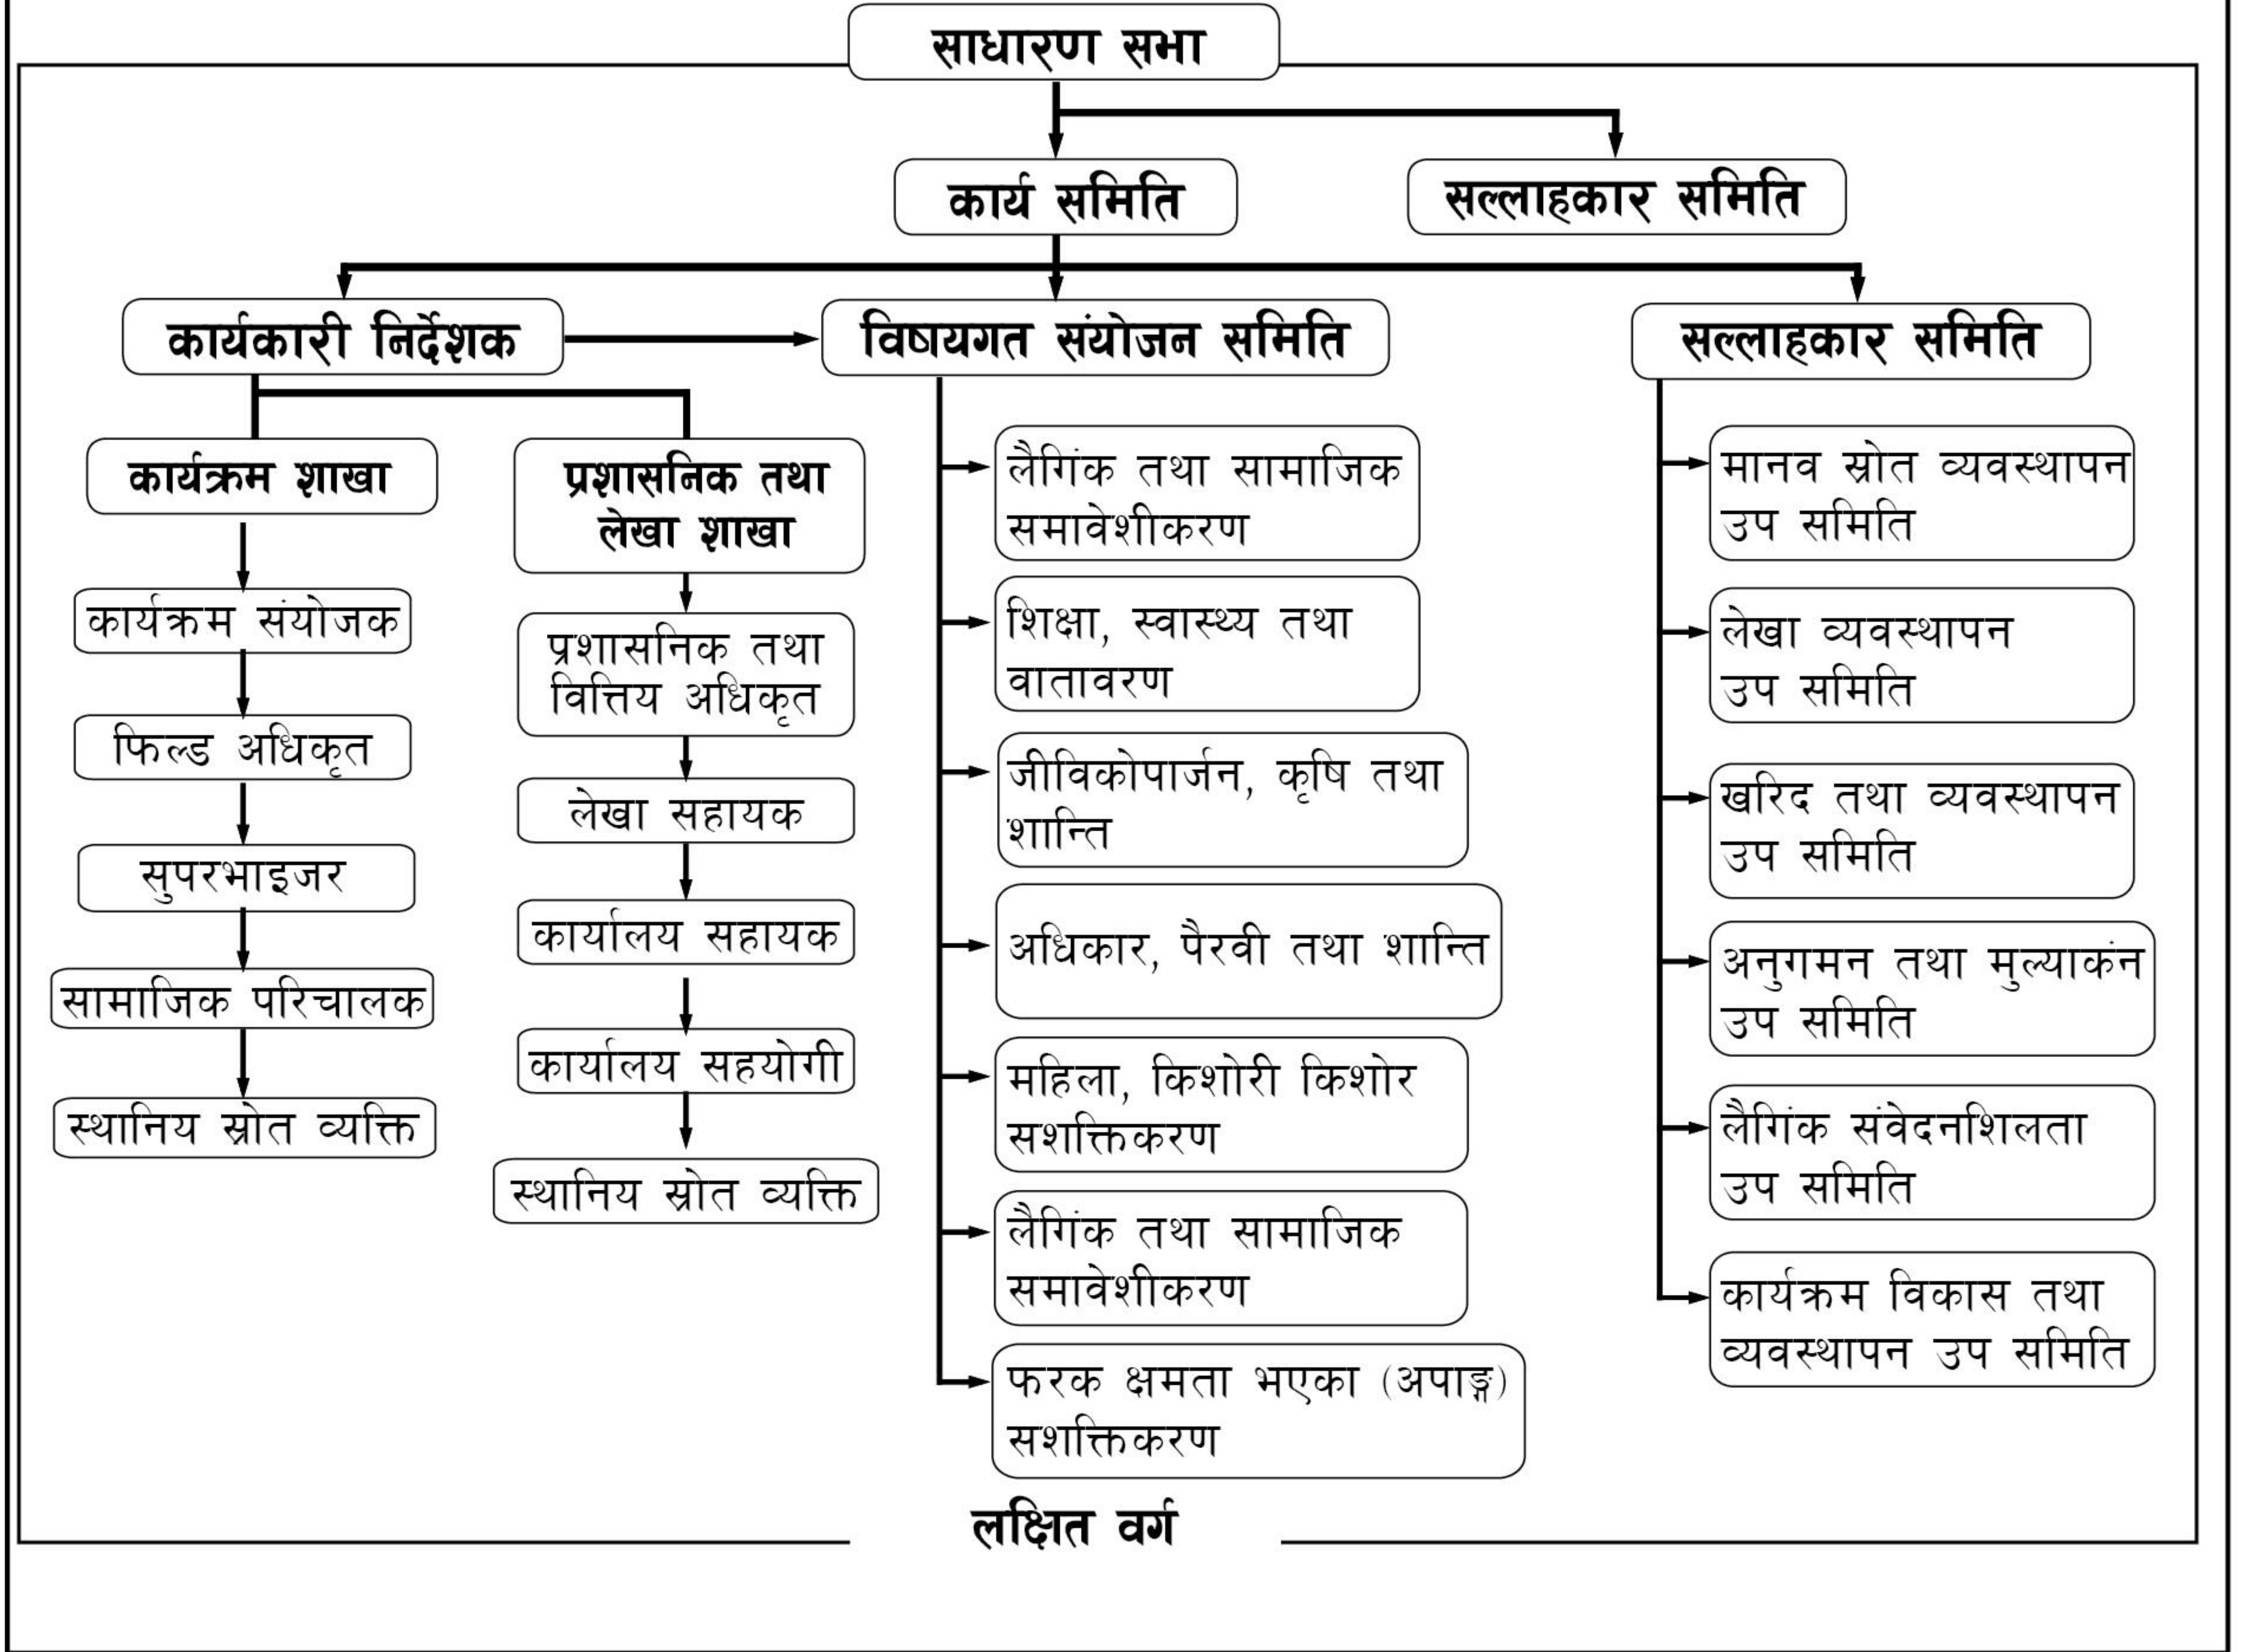 साधारण सभा
कार्य समिति
सल्लाहकार समिति
कार्यकारी निर्देशक
विषयगत संयोजन समिति
सल्लाहकार समिति
कार्यक्रम शाखा
कार्यक्रम संयोजक
फिल्ड अधिकृत
सुपरभाइजर
सामाजिक परिचालक
स्थानिय स्रोत व्यक्ति
प्रशासनिक तथा
लेखा शाखा
प्रशासनिक तथा
वित्तिय अधिकृत
लेखा सहायक
कार्यालय सहायक
कार्यालय सहयोगी
स्थानिय स्रोत व्यक्ति
लैगिंक तथा सामाजिक
समावेशीकरण
शिक्षा, स्वास्थ्य तथा
वातावरण
जीविकोपार्जन, कृषि तथा
शान्ति
अधिकार, पैरवी तथा शान्ति
महिला, किशोरी किशोर
सशक्तिकरण
लैगिंक तथा सामाजिक
समावेशीकरण
फरक क्षमता भएका (अपाङ्ग)
सशक्तिकरण
मानव स्रोत व्यवस्थापन
उप समिति
लेखा व्यवस्थापन
उप समिति
खरिद तथा व्यवस्थापन
उप समिति
अनुगमन तथा मुल्याकंन
उप समिति
लैगिंक संवेदनशिलता
उप समिति
कार्यक्रम विकास तथा
व्यवस्थापन उप समिति
लक्षित वर्ग